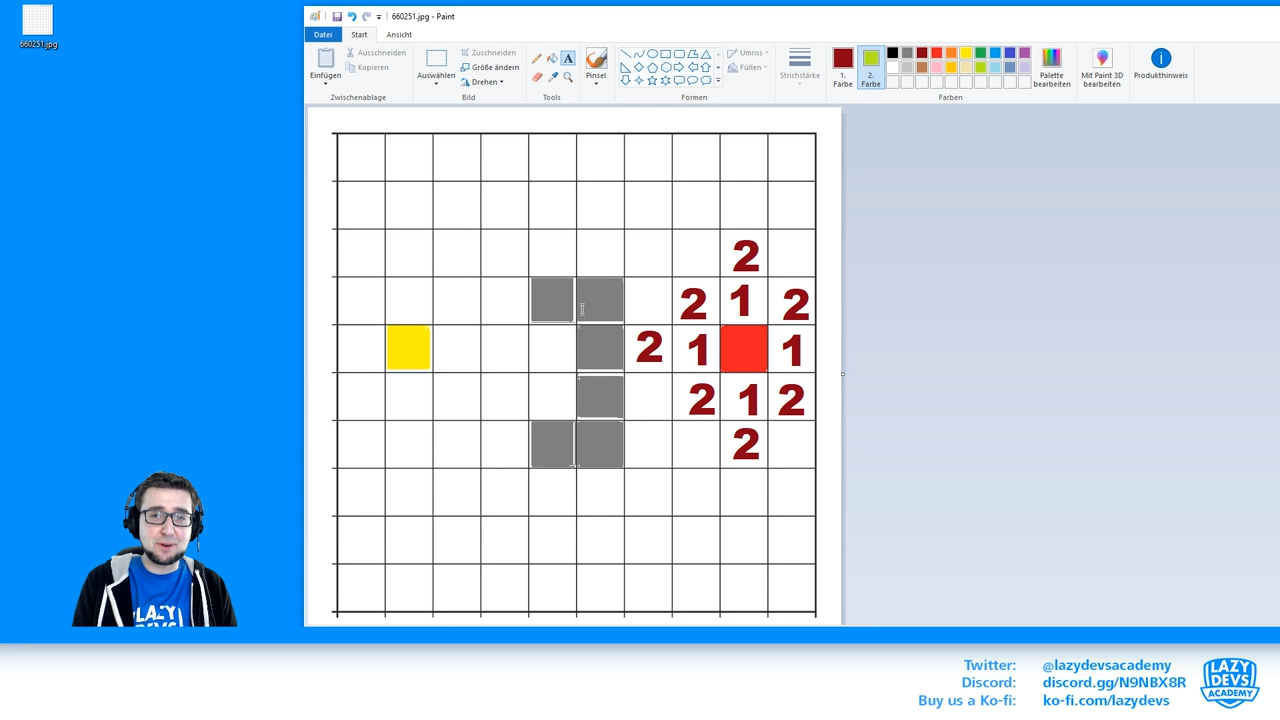 660251.jpg
660251.jpg - Paint
Datei Start Ansicht
Einfügen
Ausschneiden
Kopieren
Zwischenablage
Auswählen
Zuschneiden
Größe ändern
Drehen
Bild
A
Tools
Pinsel
Umriss
Füllen
Formen
Strichstärke
1. Farbe
2. Farbe
Palette bearbeiten
Farben
Mit Paint 3D bearbeiten
Produkthinweis
2
2 1 2
2 1 1
2 1 2
2
LAZY
DEVS
Twitter: @lazydevsacademy
Discord: discord.gg/N9NBX8R
Buy us a Ko-fi: ko-fi.com/lazydevs
LAZY
DEVS
ACADEMY